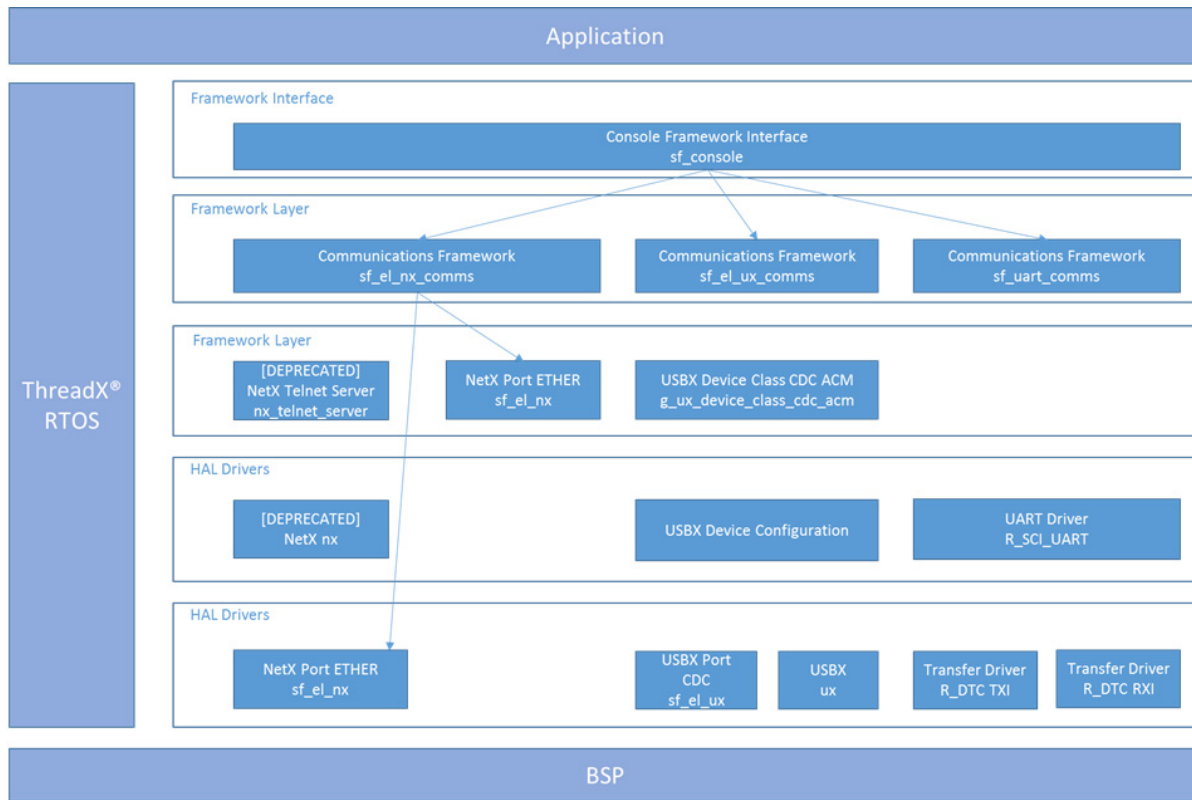 Application
ThreadX®
RTOS
Framework Interface
Console Framework Interface
sf_console
Framework Layer
Communications Framework
sf_el_nx_comms
Communications Framework
sf_el_ux_comms
Communications Framework
sf_uart_comms
Framework Layer
[DEPRECATED]
NetX Telnet Server
nx_telnet_server
NetX Port ETHER
sf_el_nx
USBX Device Class CDC ACM
g_ux_device_class_cdc_acm
HAL Drivers
[DEPRECATED]
NetX nx
USBX Device Configuration
UART Driver
R_SCI_UART
HAL Drivers
NetX Port ETHER
sf_el_nx
USBX Port
CDC
sf_el_ux
USBX
ux
Transfer Driver
R_DTC TXI
Transfer Driver
R_DTC RXI
BSP